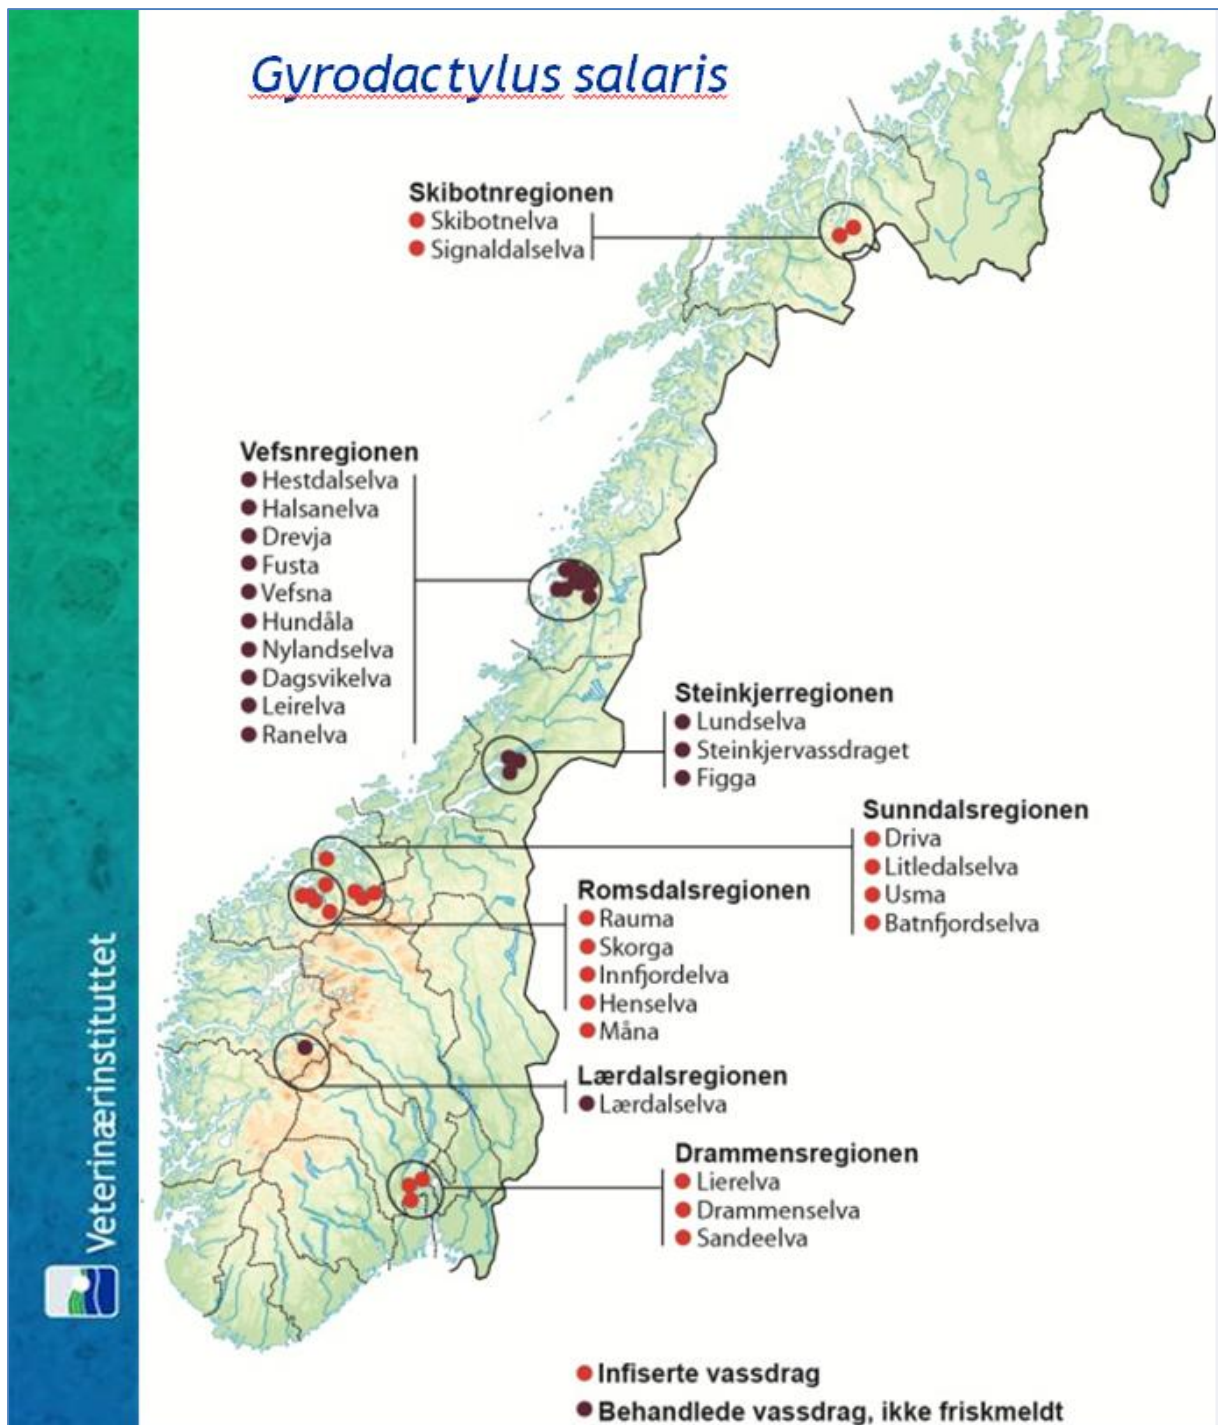 Gyrodactylus salaris
Skibotnregionen
Skibotnelva
Signaldalselva
Vefsnregionen
Hestdalselva
Halsanelva
Drevja
Fusta
Vefsna
Hundåla
Nylandselva
Dagsvikelva
Leirelva
Ranelva
Steinkjerregionen
Lundselva
Steinkjervassdraget
Figga
Sunndalsregionen
Driva
Litledalselva
Usma
Batnfjordselva
Romsdalsregionen
Rauma
Skorga
Innfjordelva
Henselva
Måna
Lærdalsregionen
Lærdalselva
Drammensregionen
Lierelva
Drammenselva
Sandeelva
Infiserte vassdrag
Behandlede vassdrag, ikke friskmeldt
Veterinærinstituttet